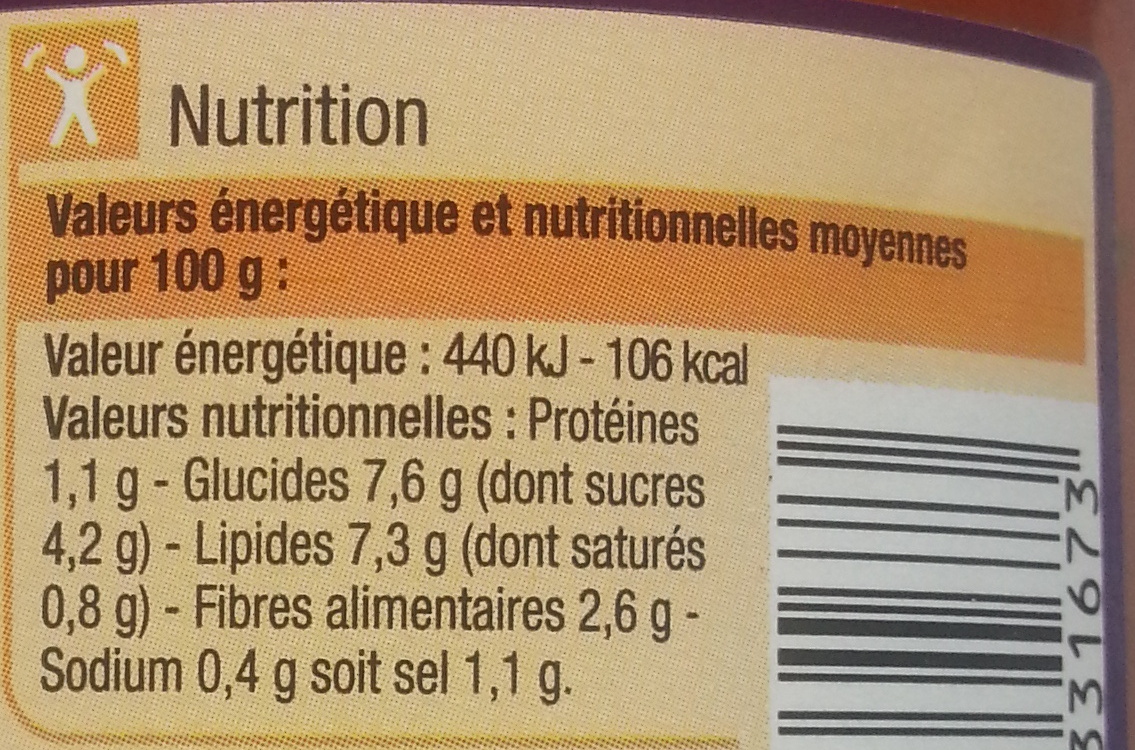 Nutrition
Valeurs énergétique et nutritionnelles moyennes
pour 100 g :
Valeur énergétique : 440 kJ - 106 kcal
Valeurs nutritionnelles : Protéines
1,1 g - Glucides 7,6 g (dont sucres
4,2 g) - Lipides 7,3 g (dont saturés
0,8 g) - Fibres alimentaires 2,6 g -
Sodium 0,4 g soit sel 1,1 g.
331673